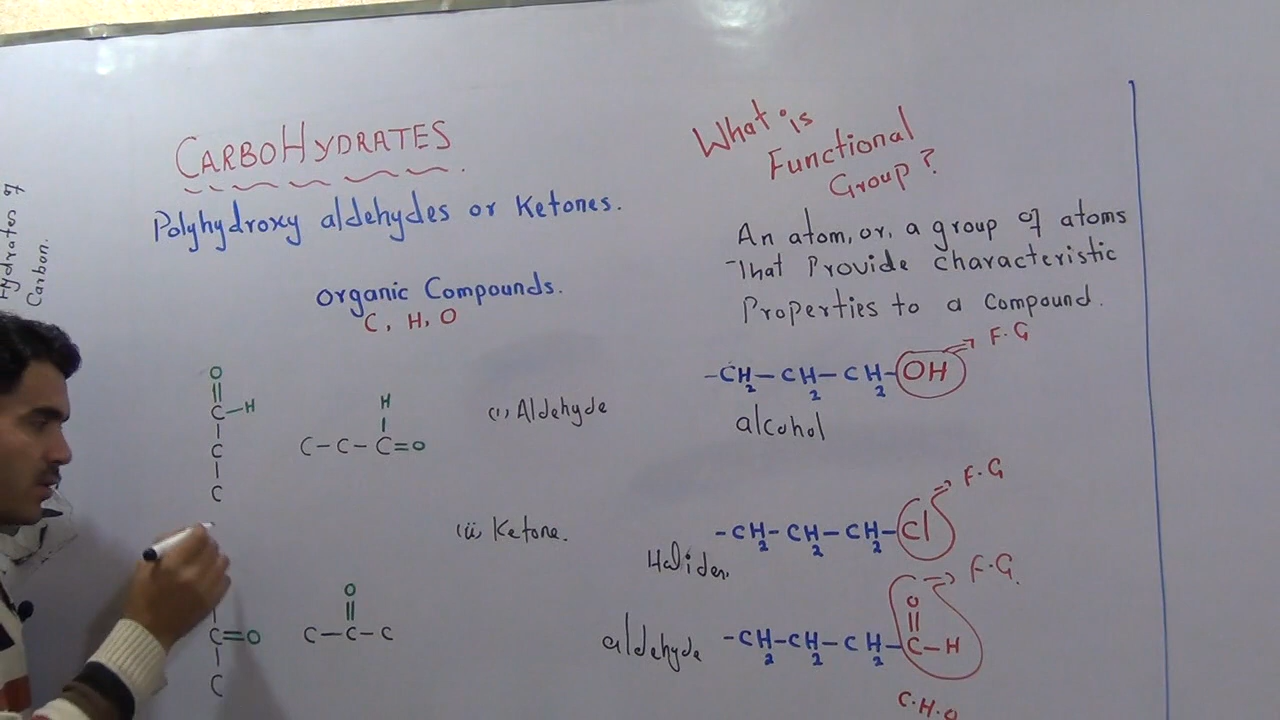 Hydrates of
Carbon.
CARBOHYDRATES
Polyhydroxy aldehydes or Ketones.
organic Compounds.
C, H, O
O
||
C–H
|
C
|
C
H
|
C–C–C=O
(i) Aldehyde
(ii) Ketone.
|
C=O
|
C
O
||
C–C–C
What is
Functional
Group?
An atom, or, a group of atoms
That Provide characteristic
Properties to a Compound.
-CH2–CH2–CH2–OH ⇒ F.G
alcohol
-CH2–CH2–CH2–Cl ⇒ F.G
Halides.
⇒ F.G.
O
||
aldehyde -CH2–CH2–CH2–C–H
C.H.O